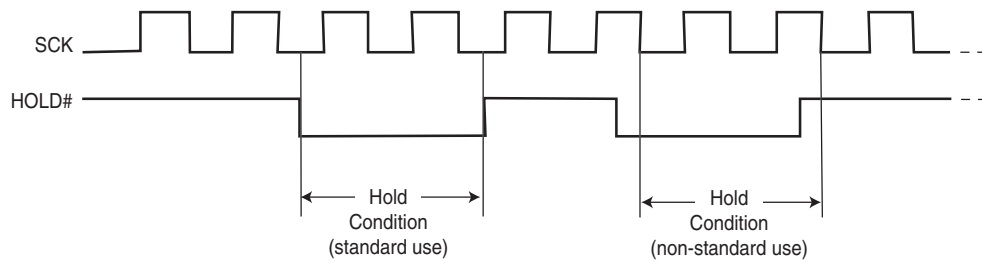 SCK
HOLD#
Hold
Condition
(standard use)
Hold
Condition
(non-standard use)